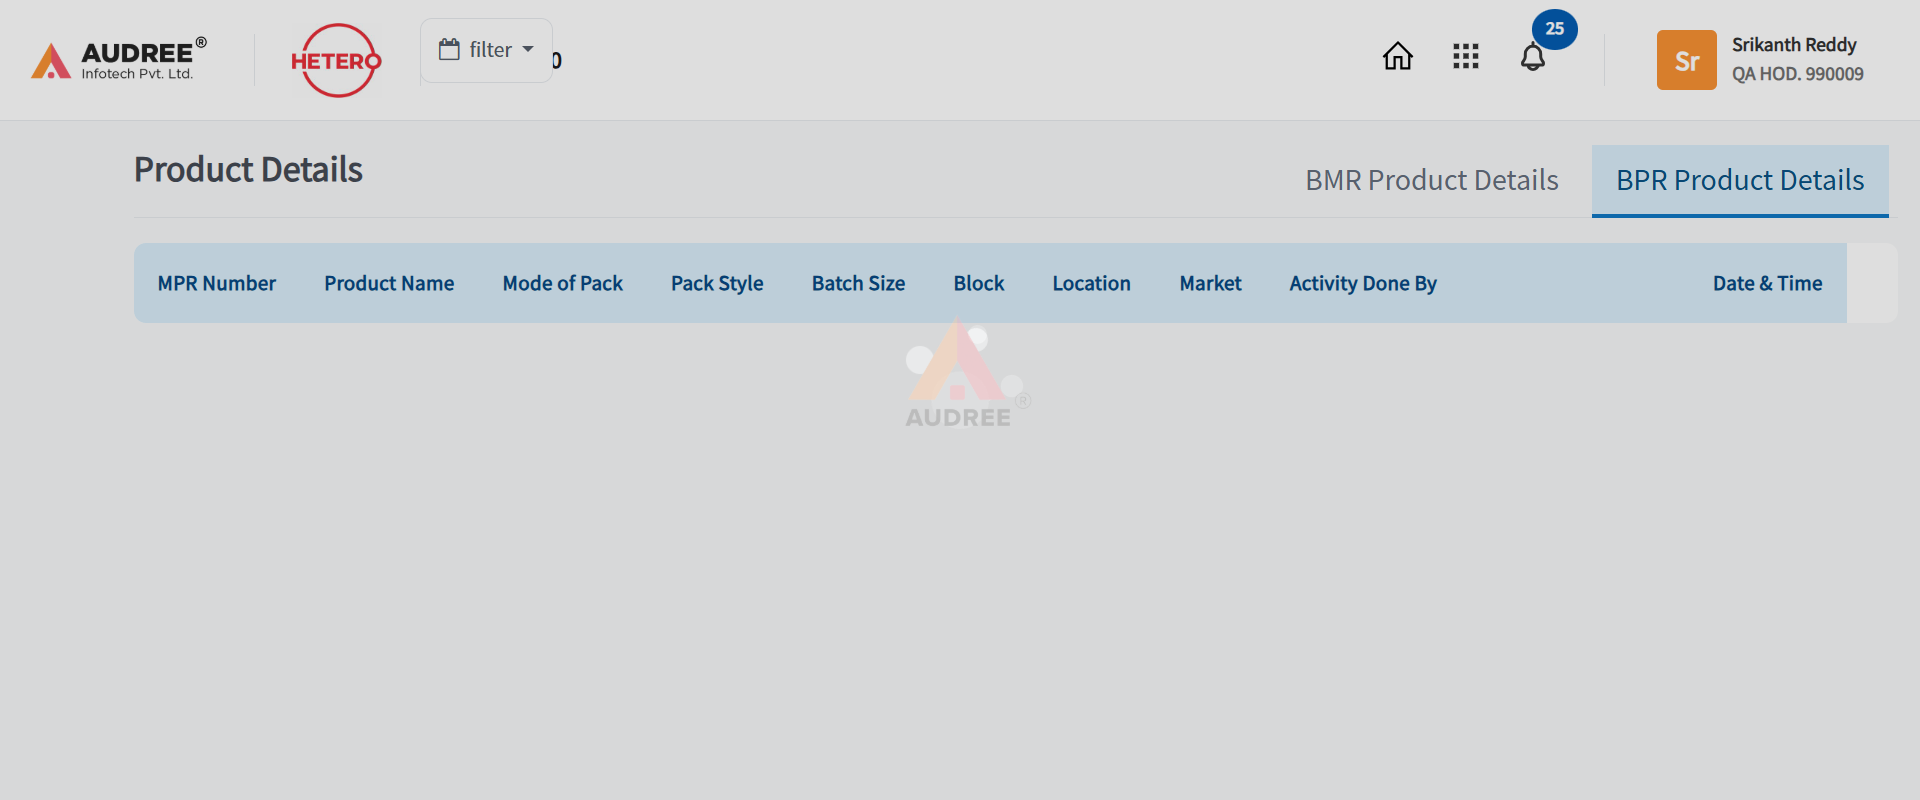 AUDREE®
Infotech Pvt. Ltd.
HETERO
filter
0
25
Sr
Srikanth Reddy
QA HOD. 990009
Product Details
BMR Product Details
BPR Product Details
MPR Number Product Name Mode of Pack Pack Style Batch Size Block Location Market Activity Done By Date & Time
AUDREE®